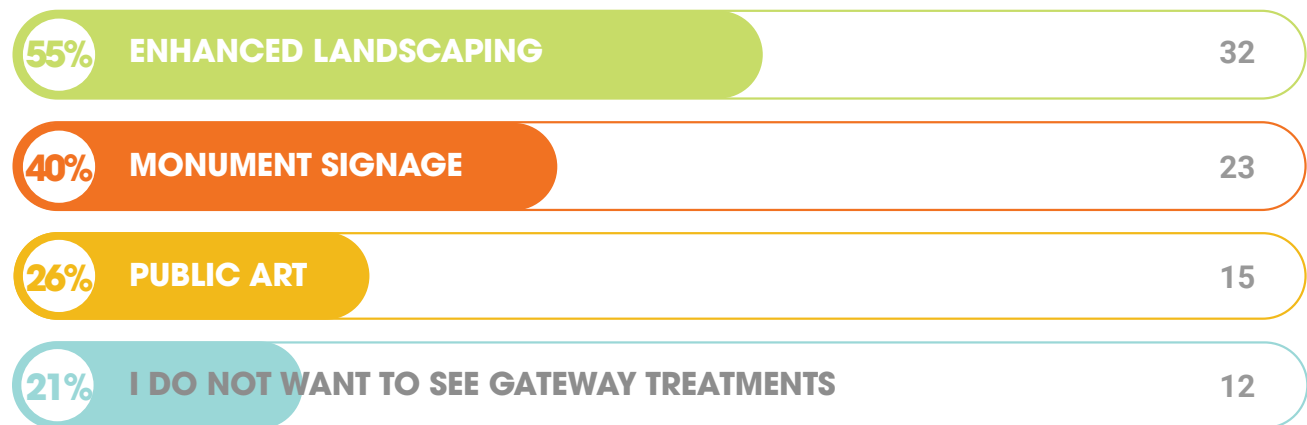 55% ENHANCED LANDSCAPING 32
40% MONUMENT SIGNAGE 23
26% PUBLIC ART 15
21% I DO NOT WANT TO SEE GATEWAY TREATMENTS 12